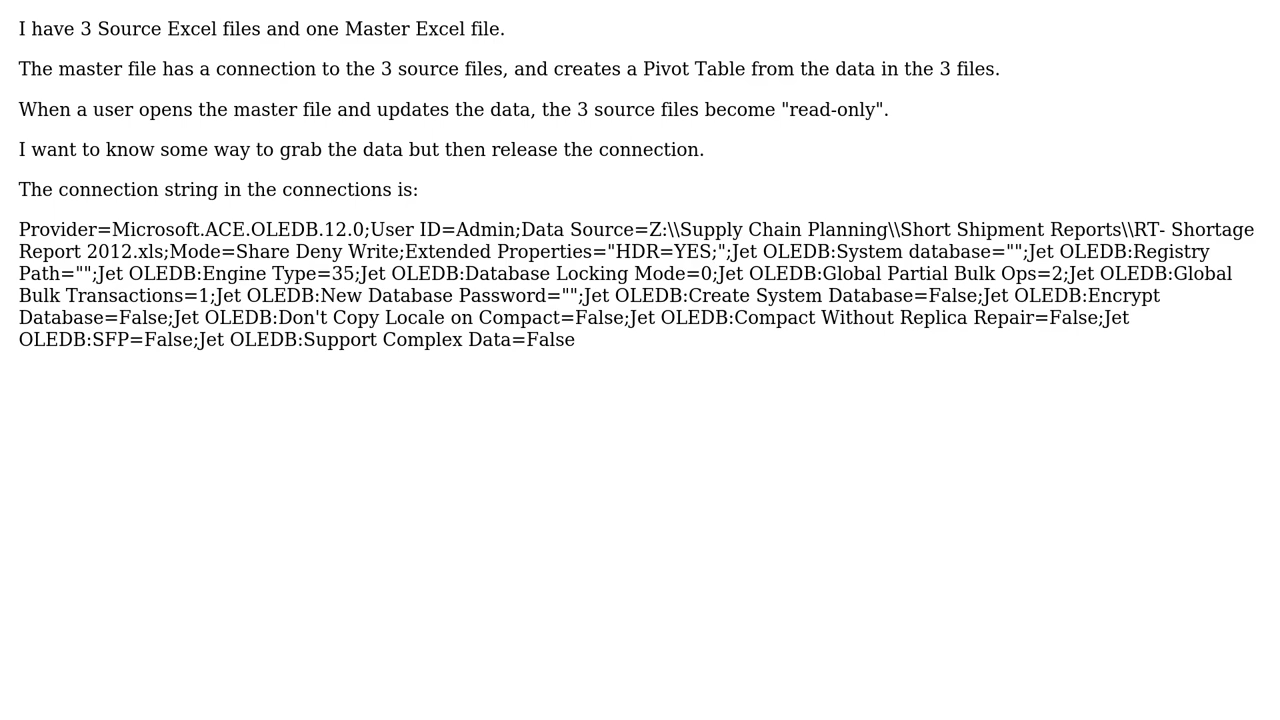 I have 3 Source Excel files and one Master Excel file.
The master file has a connection to the 3 source files, and creates a Pivot Table from the data in the 3 files.
When a user opens the master file and updates the data, the 3 source files become "read-only".
I want to know some way to grab the data but then release the connection.
The connection string in the connections is:
Provider=Microsoft.ACE.OLEDB.12.0;User ID=Admin;Data Source=Z:\\Supply Chain Planning\\Short Shipment Reports\\RT- Shortage
Report 2012.xls;Mode=Share Deny Write;Extended Properties="HDR=YES;";Jet OLEDB:System database="";Jet OLEDB:Registry
Path="";Jet OLEDB:Engine Type=35;Jet OLEDB:Database Locking Mode=0;Jet OLEDB:Global Partial Bulk Ops=2;Jet OLEDB:Global
Bulk Transactions=1;Jet OLEDB:New Database Password="";Jet OLEDB:Create System Database=False;Jet OLEDB:Encrypt
Database=False;Jet OLEDB:Don't Copy Locale on Compact=False;Jet OLEDB:Compact Without Replica Repair=False;Jet
OLEDB:SFP=False;Jet OLEDB:Support Complex Data=False